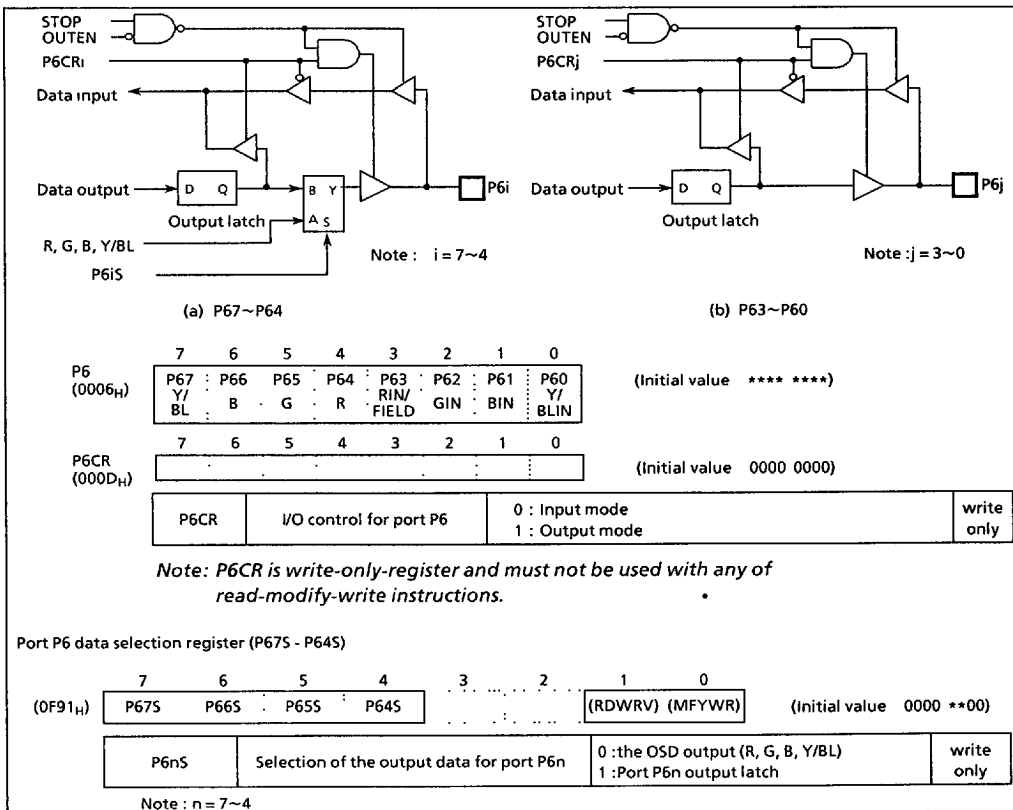 STOP
OUTEN
P6CRi
Data input
Data output
D Q
Output latch
B Y
A S
P6i
R, G, B, Y/BL
P6iS
Note : i = 7~4
(a) P67~P64
STOP
OUTEN
P6CRj
Data input
Data output
D Q
Output latch
P6j
Note :j = 3~0
(b) P63~P60
7 6 5 4 3 2 1 0
P6
(0006H)
P67 P66 P65 P64 P63 P62 P61 P60
Y/
BL B G R RIN/
FIELD GIN BIN Y/
BLIN
(Initial value **** ****)
7 6 5 4 3 2 1 0
P6CR
(000DH)
(Initial value 0000 0000)
P6CR I/O control for port P6 0 : Input mode
1 : Output mode write
only
Note: P6CR is write-only-register and must not be used with any of
read-modify-write instructions.
Port P6 data selection register (P67S - P64S)
7 6 5 4 3 2 1 0
(0F91H) P67S P66S P65S P64S (RDWRV) (MFYWR) (Initial value 0000 **00)
P6nS Selection of the output data for port P6n 0 :the OSD output (R, G, B, Y/BL)
1 :Port P6n output latch write
only
Note : n = 7~4